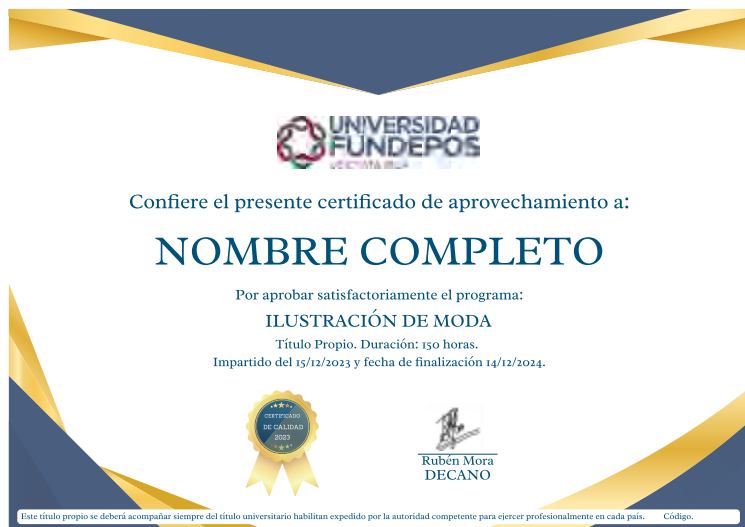 UNIVERSIDAD
FUNDEPOS
Confiere el presente certificado de aprovechamiento a:
NOMBRE COMPLETO
Por aprobar satisfactoriamente el programa:
ILUSTRACIÓN DE MODA
Título Propio. Duración: 150 horas.
Impartido del 15/12/2023 y fecha de finalización 14/12/2024.
CERTIFICADO
DE CALIDAD
2023
Rubén Mora
DECANO
Este título propio se deberá acompañar siempre del título universitario habilitan expedido por la autoridad competente para ejercer profesionalmente en cada país. Código.